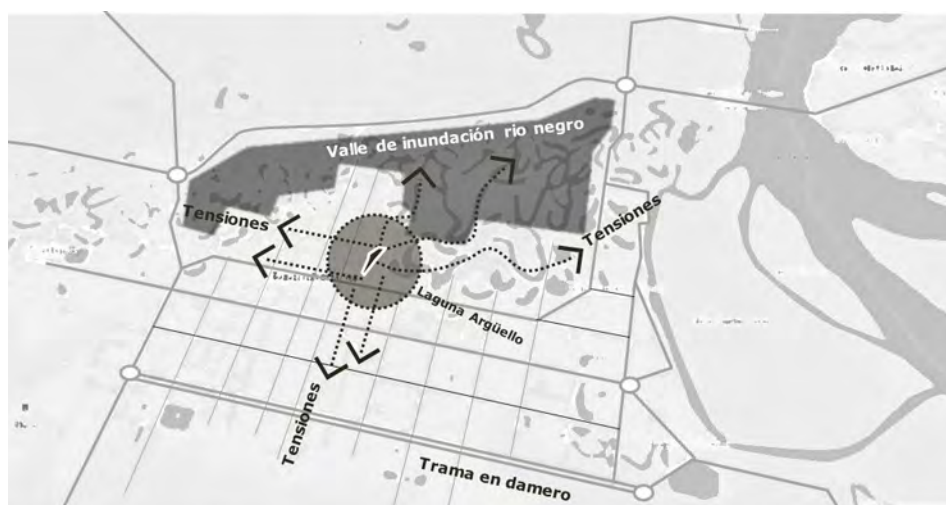 Valle de inundación rio negro
Tensiones
Tensiones
Laguna Argüello
Tensiones
Trama en damero